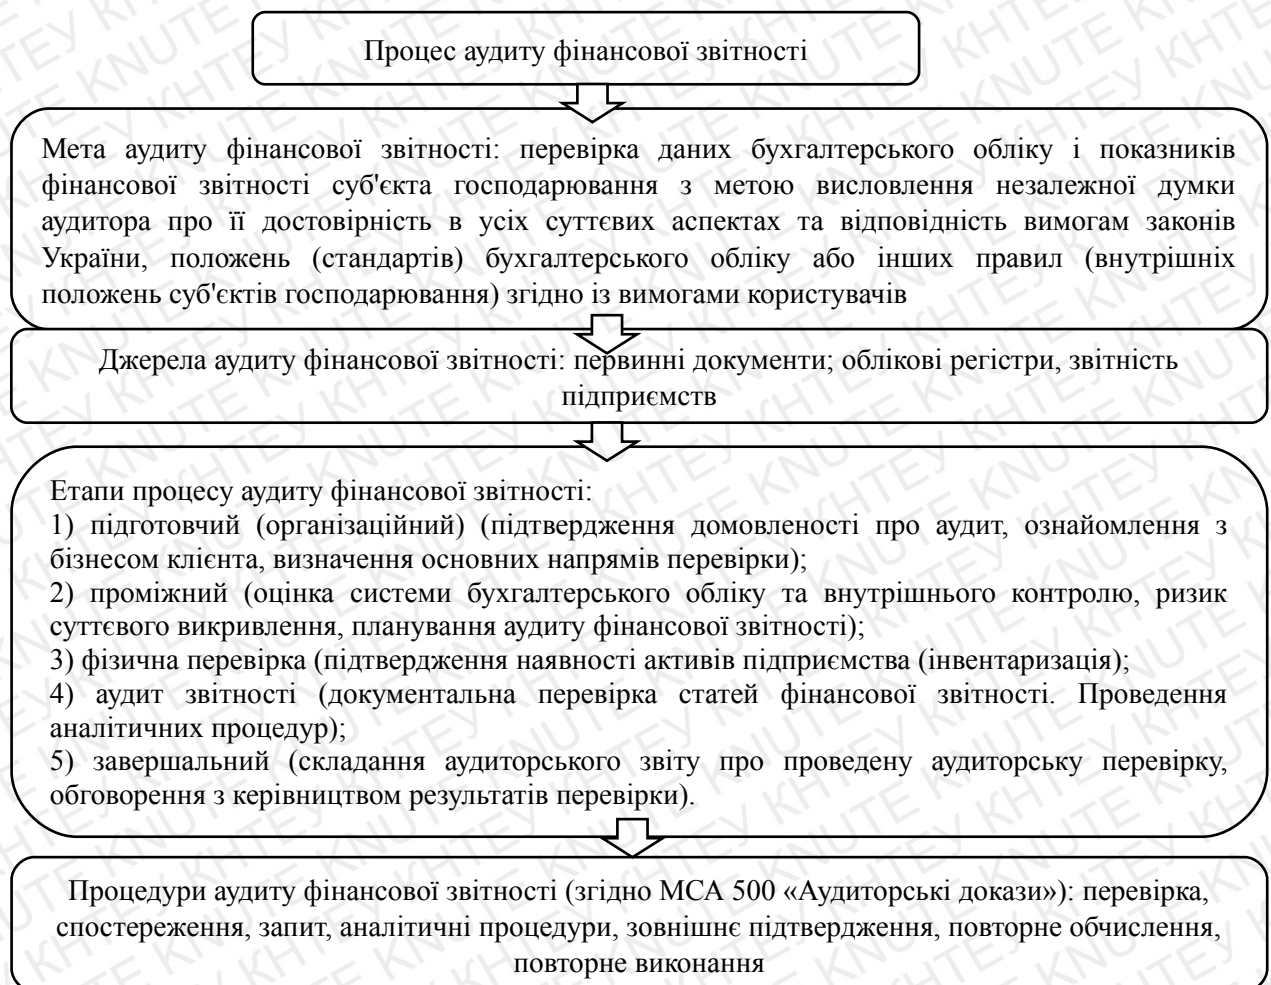 Процес аудиту фінансової звітності
Мета аудиту фінансової звітності: перевірка даних бухгалтерського обліку і показників
фінансової звітності суб'єкта господарювання з метою висловлення незалежної думки
аудитора про її достовірність в усіх суттєвих аспектах та відповідність вимогам законів
України, положень (стандартів) бухгалтерського обліку або інших правил (внутрішніх
положень суб'єктів господарювання) згідно із вимогами користувачів
Джерела аудиту фінансової звітності: первинні документи; облікові регістри, звітність
підприємств
Етапи процесу аудиту фінансової звітності:
1) підготовчий (організаційний) (підтвердження домовленості про аудит, ознайомлення з
бізнесом клієнта, визначення основних напрямів перевірки);
2) проміжний (оцінка системи бухгалтерського обліку та внутрішнього контролю, ризик
суттєвого викривлення, планування аудиту фінансової звітності);
3) фізична перевірка (підтвердження наявності активів підприємства (інвентаризація);
4) аудит звітності (документальна перевірка статей фінансової звітності. Проведення
аналітичних процедур);
5) завершальний (складання аудиторського звіту про проведену аудиторську перевірку,
обговорення з керівництвом результатів перевірки).
Процедури аудиту фінансової звітності (згідно МСА 500 «Аудиторські докази»): перевірка,
спостереження, запит, аналітичні процедури, зовнішнє підтвердження, повторне обчислення,
повторне виконання